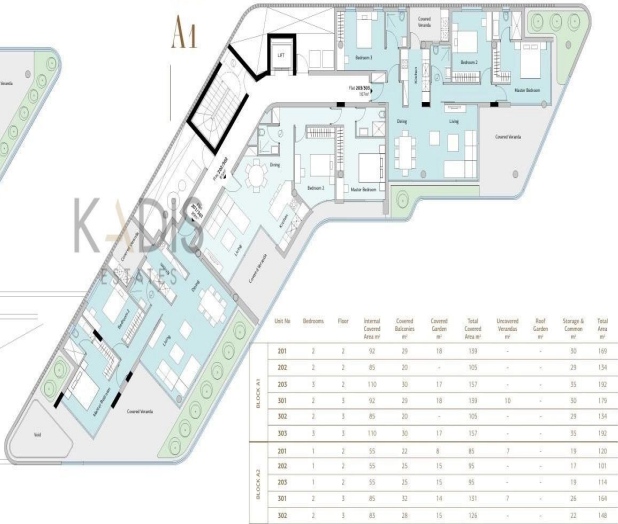 A1
LIFT
Covered Veranda
Bedroom 3
Bedroom 2
Master Bedroom
Flat 203/303
Kitchen
Dining
Living
Covered Veranda
Dining
Bedroom 2
Master Bedroom
Kitchen
Living
Covered Veranda
KADIS
ESTATES
Covered Veranda
Dining
Bedroom 2
Living
Master Bedroom
Covered Veranda
Void
Unit No Bedrooms Floor Internal Covered Area m² Covered Balconies m² Covered Garden m² Total Covered Area m² Uncovered Verandas m² Roof Garden m² Storage & Common m² Total Area m²
BLOCK A1
201 2 2 92 29 18 139 - - 30 169
202 2 2 85 20 - 105 - - 29 134
203 3 2 110 30 17 157 - - 35 192
301 2 3 92 29 18 139 10 - 30 179
302 2 3 85 20 - 105 - - 29 134
303 3 3 110 30 17 157 - - 35 192
BLOCK A2
201 1 2 55 22 8 85 7 - 19 120
202 1 2 55 25 15 95 - - 17 101
203 1 2 55 25 15 95 - - 18 114
301 2 3 85 32 14 131 7 - 26 164
302 2 3 83 28 15 126 - - 22 148